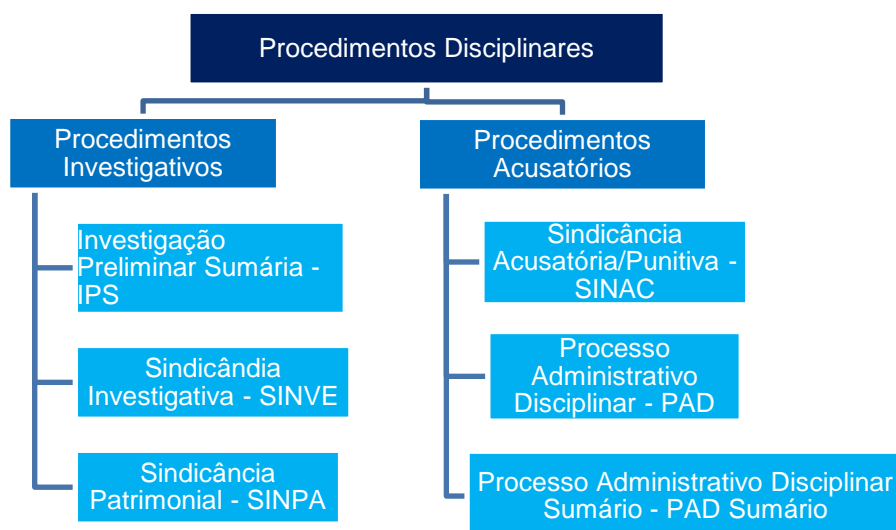 Procedimentos Disciplinares
Procedimentos
Investigativos
Investigação
Preliminar Sumária -
IPS
Sindicândia
Investigativa - SINVE
Sindicância
Patrimonial - SINPA
Procedimentos
Acusatórios
Sindicância
Acusatória/Punitiva -
SINAC
Processo
Administrativo
Disciplinar - PAD
Processo Administrativo Disciplinar
Sumário - PAD Sumário